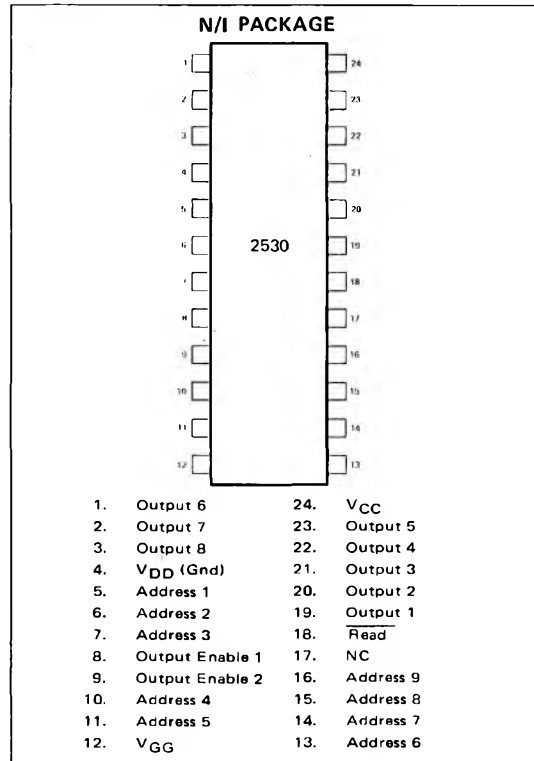 N/I PACKAGE
1 24
2 23
3 22
4 21
5 20
6 2530 19
7 18
8 17
9 16
10 15
11 14
12 13
1. Output 6 24. VCC
2. Output 7 23. Output 5
3. Output 8 22. Output 4
4. VDD (Gnd) 21. Output 3
5. Address 1 20. Output 2
6. Address 2 19. Output 1
7. Address 3 18. Read
8. Output Enable 1 17. NC
9. Output Enable 2 16. Address 9
10. Address 4 15. Address 8
11. Address 5 14. Address 7
12. VGG 13. Address 6